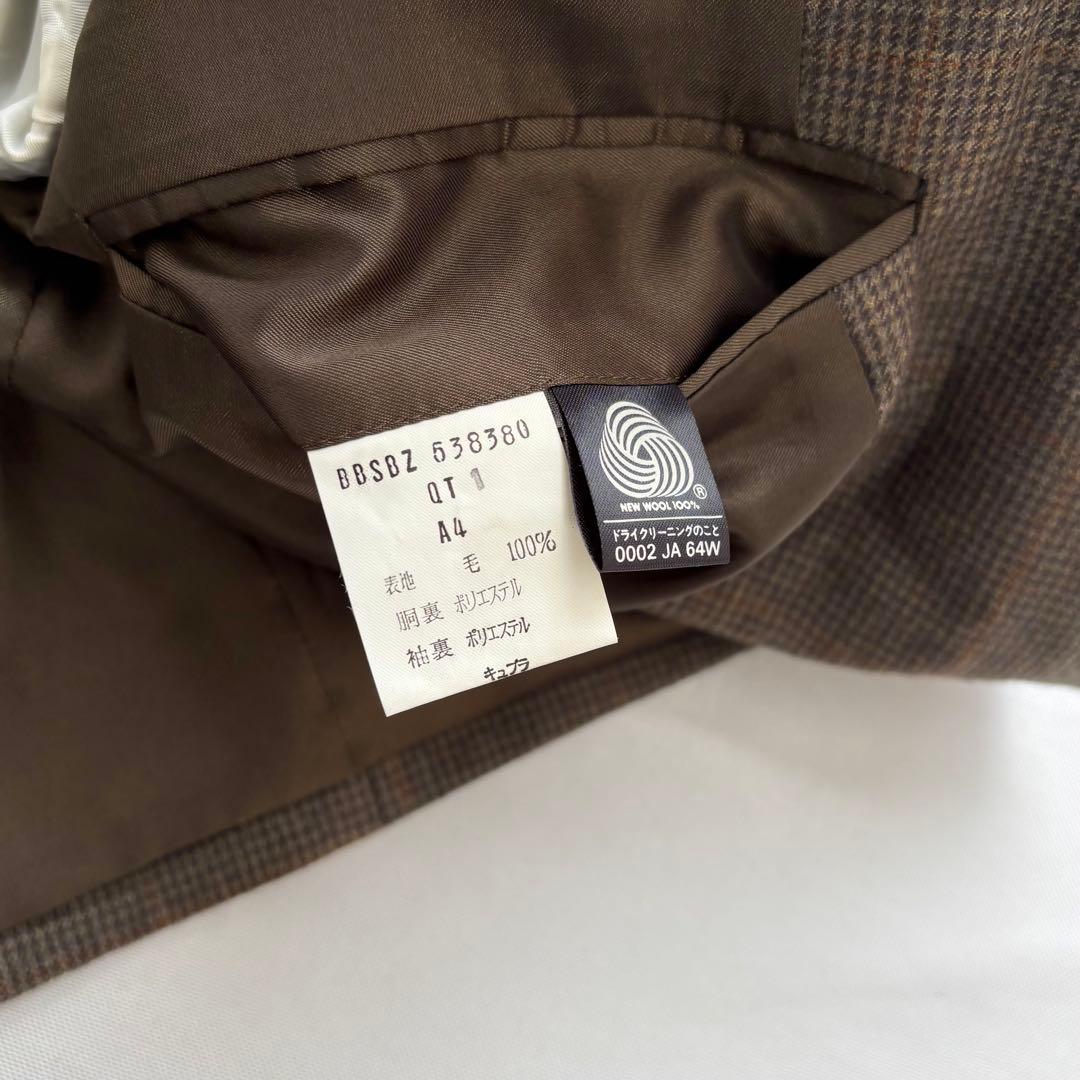 BBSBZ 538380
QT 1
A4
表地 毛 100%
胴裏 ポリエステル
袖裏 ポリエステル
キュプラ
®
NEW WOOL 100%
ドライクリーニングのこと
0002 JA 64W